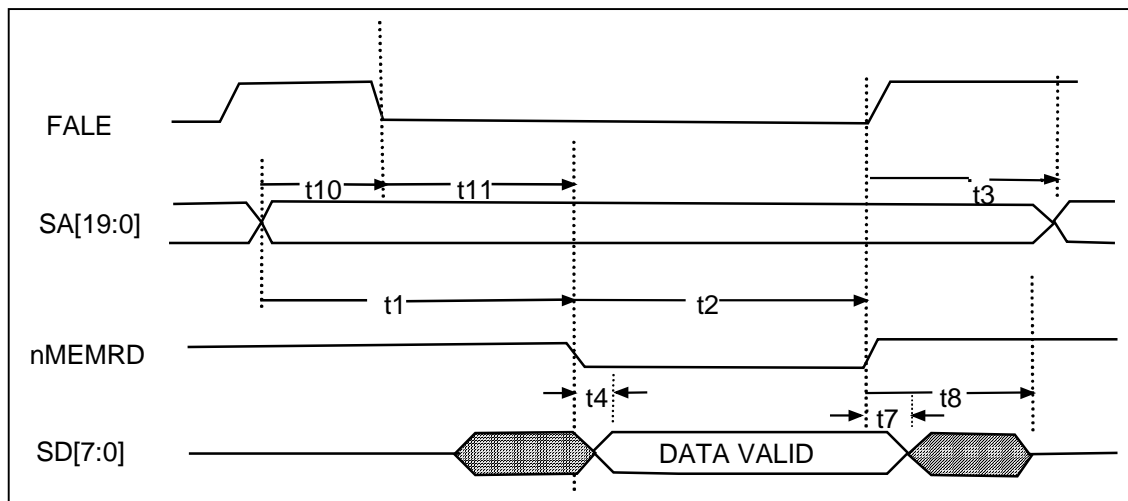 FALE
t10
t11
t3
SA[19:0]
t1
t2
nMEMRD
t4
t7
t8
SD[7:0]
DATA VALID